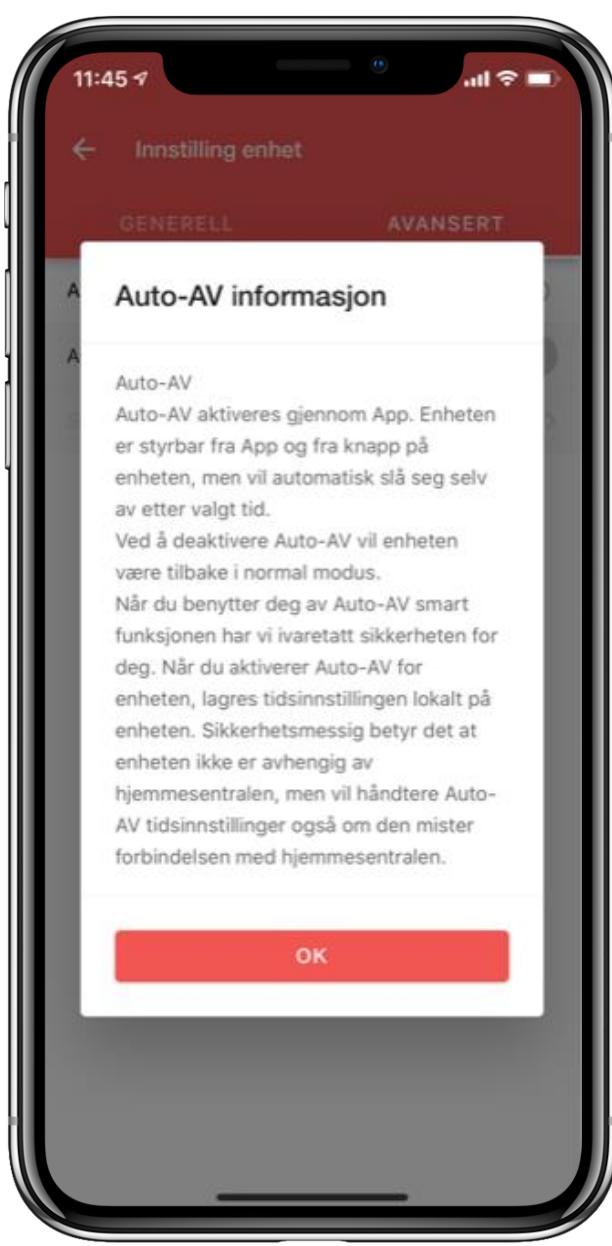 11:45
Innstilling enhet
GENERELL AVANSERT
A
Auto-AV informasjon
A
Auto-AV
Auto-AV aktiveres gjennom App. Enheten
er styrbar fra App og fra knapp på
enheten, men vil automatisk slå seg selv
av etter valgt tid.
Ved å deaktivere Auto-AV vil enheten
være tilbake i normal modus.
Når du benytter deg av Auto-AV smart
funksjonen har vi ivaretatt sikkerheten for
deg. Når du aktiverer Auto-AV for
enheten, lagres tidsinnstillingen lokalt på
enheten. Sikkerhetsmessig betyr det at
enheten ikke er avhengig av
hjemmesentralen, men vil håndtere Auto-
AV tidsinnstillinger også om den mister
forbindelsen med hjemmesentralen.
OK